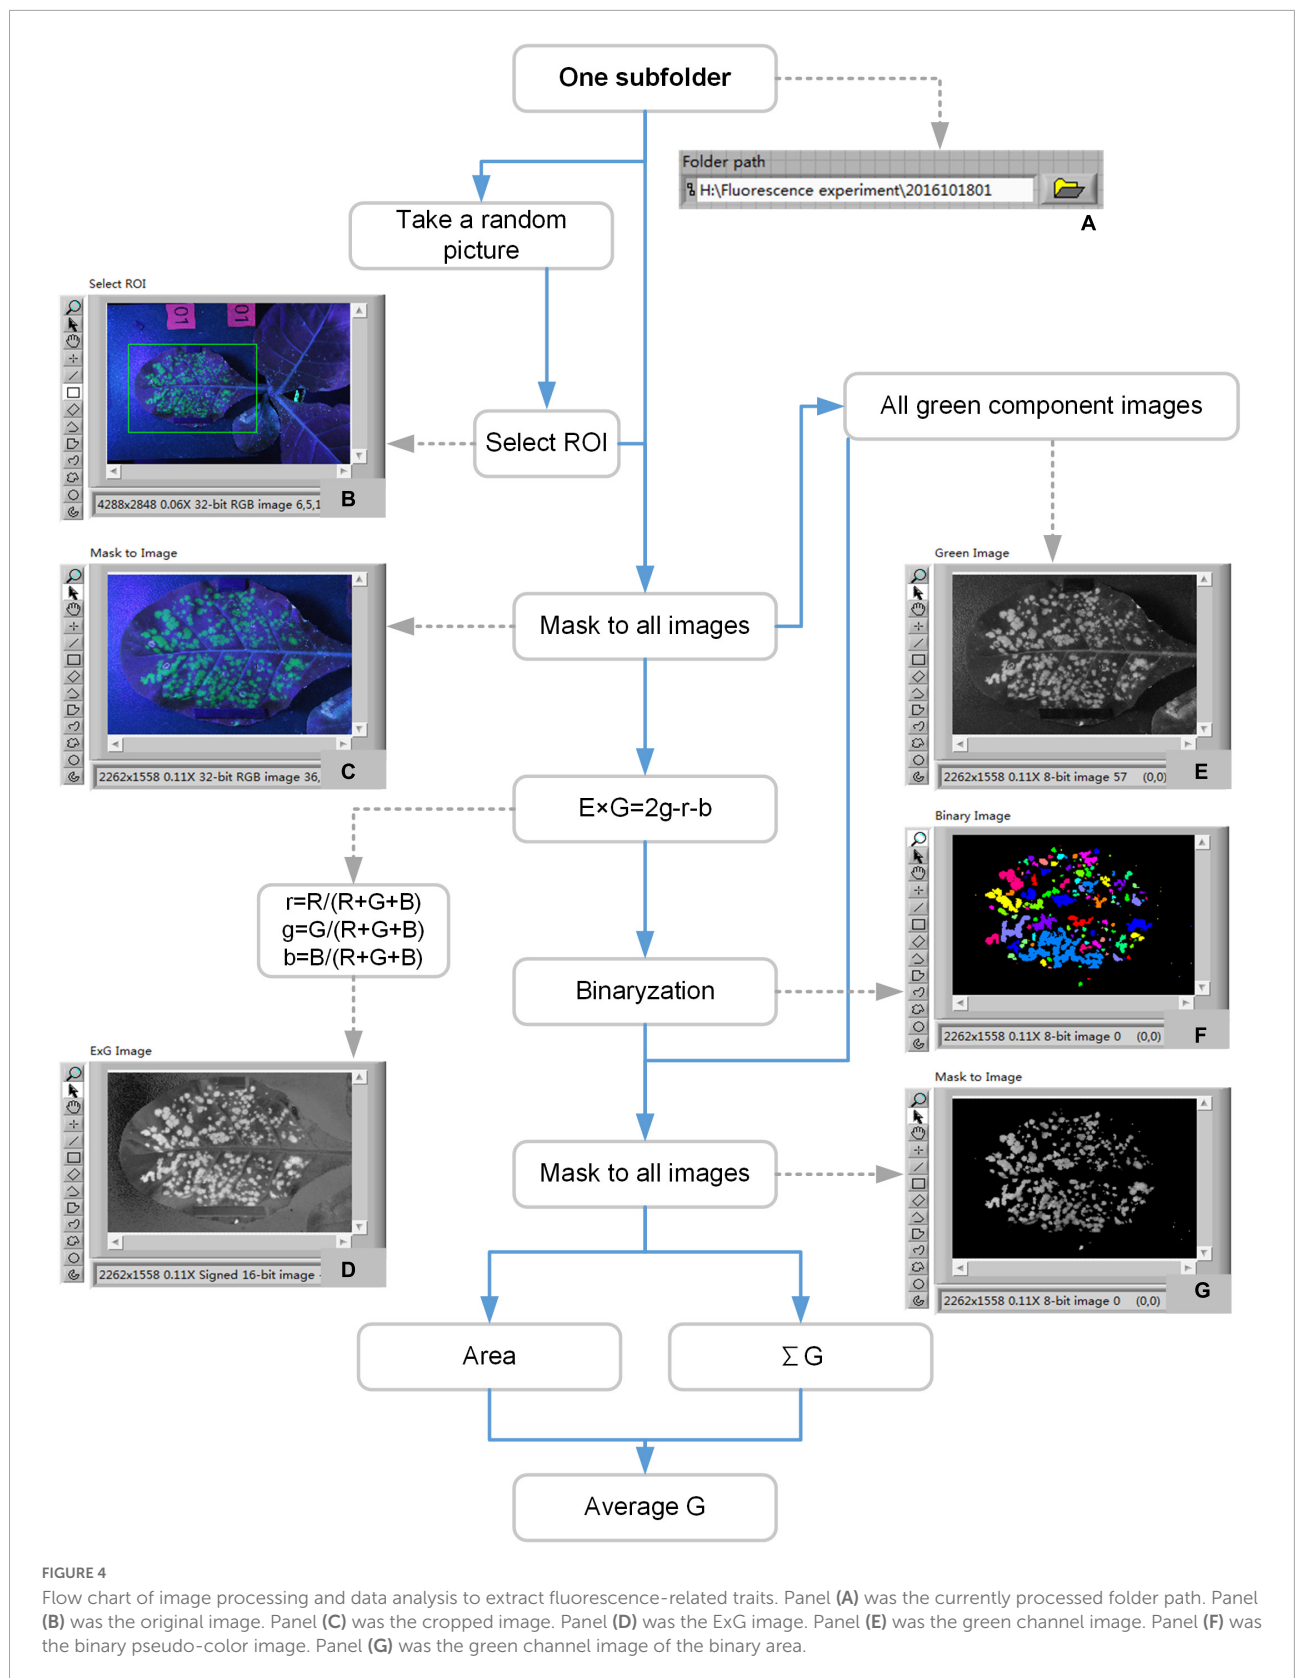 One subfolder
Folder path
H:\Fluorescence experiment\2016101801
A
Take a random
picture
Select ROI
01
01
4288x2848 0.06X 32-bit RGB image 6,5,1
B
Select ROI
All green component images
Mask to Image
2262x1558 0.11X 32-bit RGB image 36,
C
Mask to all images
Green Image
2262x1558 0.11X 8-bit image 57 (0,0)
E
E×G=2g-r-b
r=R/(R+G+B)
g=G/(R+G+B)
b=B/(R+G+B)
Binary Image
2262x1558 0.11X 8-bit image 0 (0,0)
F
Binaryzation
ExG Image
2262x1558 0.11X Signed 16-bit image -
D
Mask to all images
Mask to Image
2262x1558 0.11X 8-bit image 0 (0,0)
G
Area
∑ G
Average G
FIGURE 4
Flow chart of image processing and data analysis to extract fluorescence-related traits. Panel (A) was the currently processed folder path. Panel
(B) was the original image. Panel (C) was the cropped image. Panel (D) was the ExG image. Panel (E) was the green channel image. Panel (F) was
the binary pseudo-color image. Panel (G) was the green channel image of the binary area.